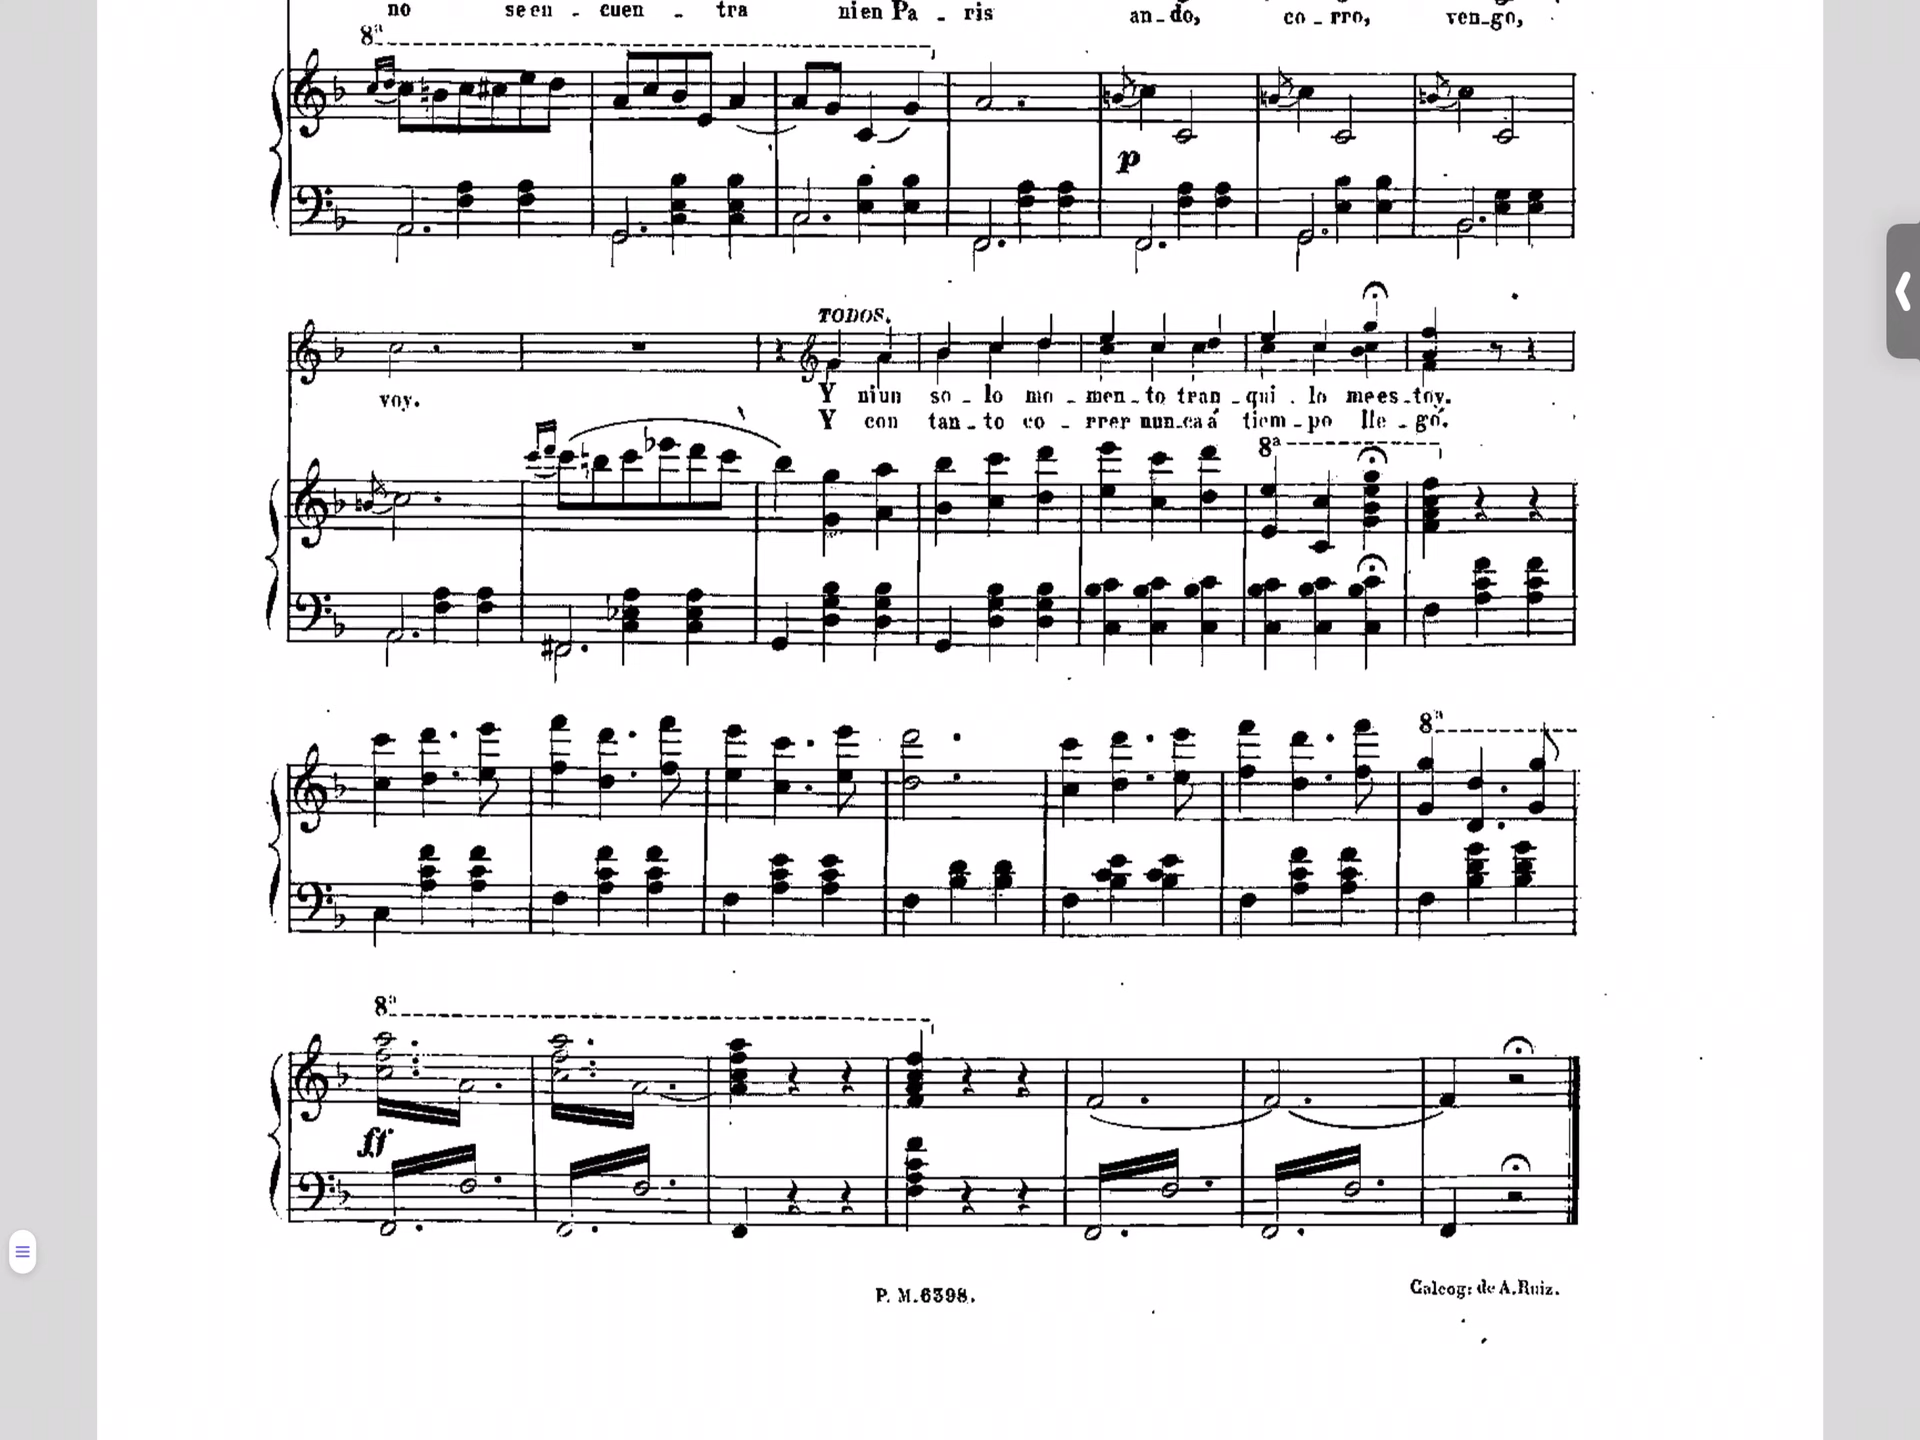 no seen - cuen - tra nien Pa - ris an - do, co - rro, ven - go,
8ª
p
TODOS.
voy. Y niun so - lo mo - men - to tran - qui - lo mees - toy.
Y con tan - to co - rrer nun - caá tiem - po lle - gó.
8ª
8ª
8ª
ff
P. M. 6398.
Calcog: de A. Ruiz.